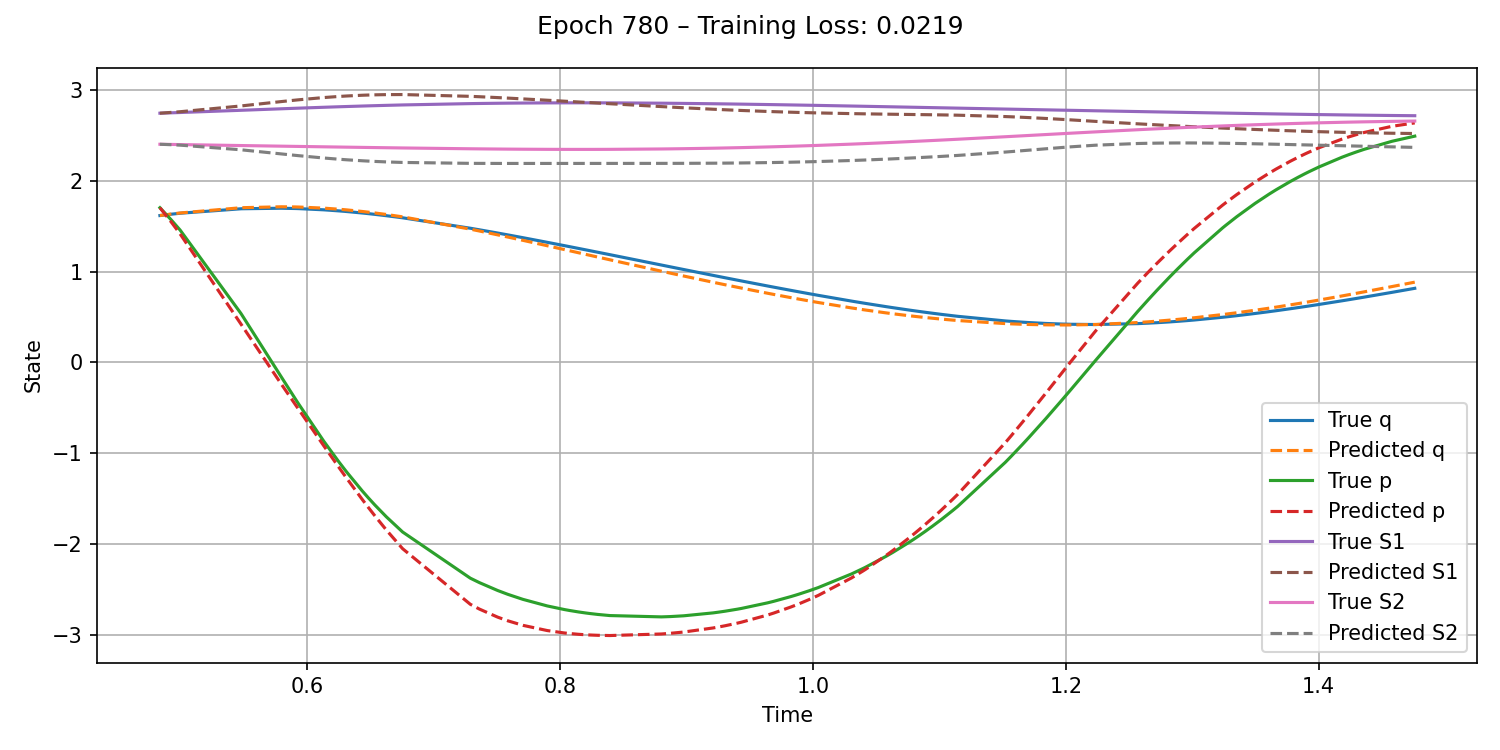 Epoch 780 – Training Loss: 0.0219
3
2
1
0
−1
−2
−3
State
0.6 0.8 1.0 1.2 1.4
Time
True q
Predicted q
True p
Predicted p
True S1
Predicted S1
True S2
Predicted S2